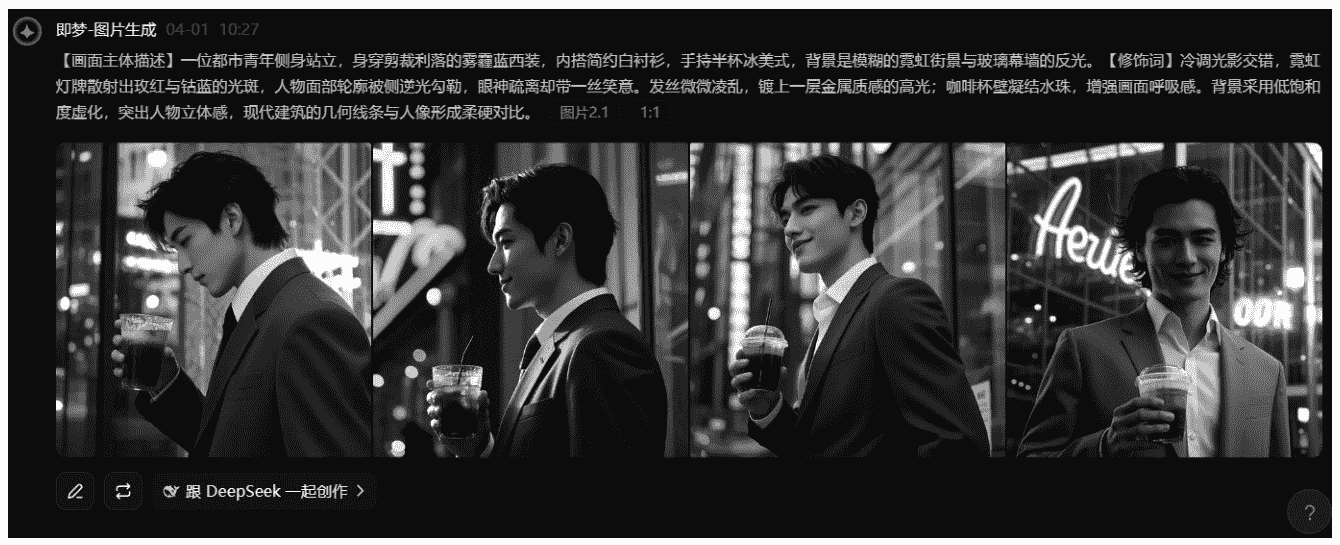 即梦-图片生成 04-01 10:27
【画面主体描述】一位都市青年侧身站立，身穿剪裁利落的雾霾蓝西装，内搭简约白衬衫，手持半杯冰美式，背景是模糊的霓虹街景与玻璃幕墙的反光。【修饰词】冷调光影交错，霓虹
灯牌散射出玫红与钴蓝的光斑，人物面部轮廓被侧逆光勾勒，眼神疏离却带一丝笑意。发丝微微凌乱，镀上一层金属质感的高光；咖啡杯壁凝结水珠，增强画面呼吸感。背景采用低饱和
度虚化，突出人物立体感，现代建筑的几何线条与人像形成柔硬对比。 图片2.1 1:1
跟 DeepSeek 一起创作 >
?